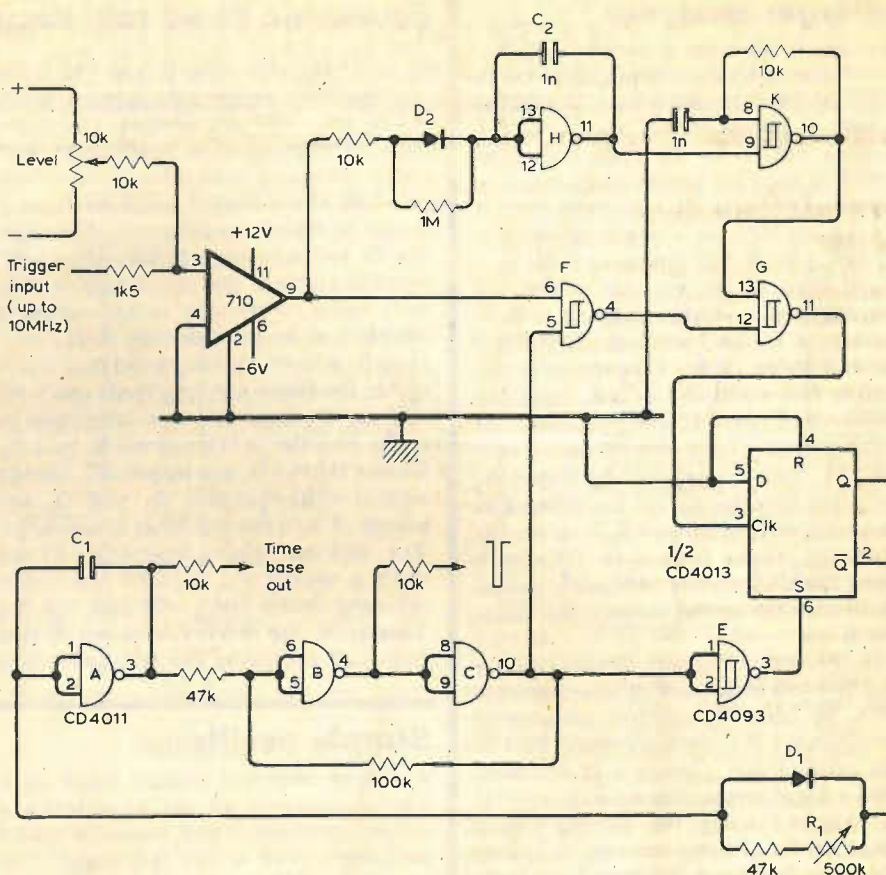 C2
1n
10k
+
10k
Level
10k
−
Trigger
input
(up to
10MHz)
1k5
3
4
+12V
11
710
9
2
6
−6V
10k
D2
1M
13
12
H
11
1n
8
9
K
10
F
6
5
4
G
13
12
11
4
R
5
D
Q
3
Clk
1/2
CD4013
Q̅
2
S
6
C1
10k
Time
base
out
1
2
A
3
CD4011
47k
6
5
B
4
10k
8
9
C
10
100k
E
1
2
3
CD4093
D1
R1
47k
500k